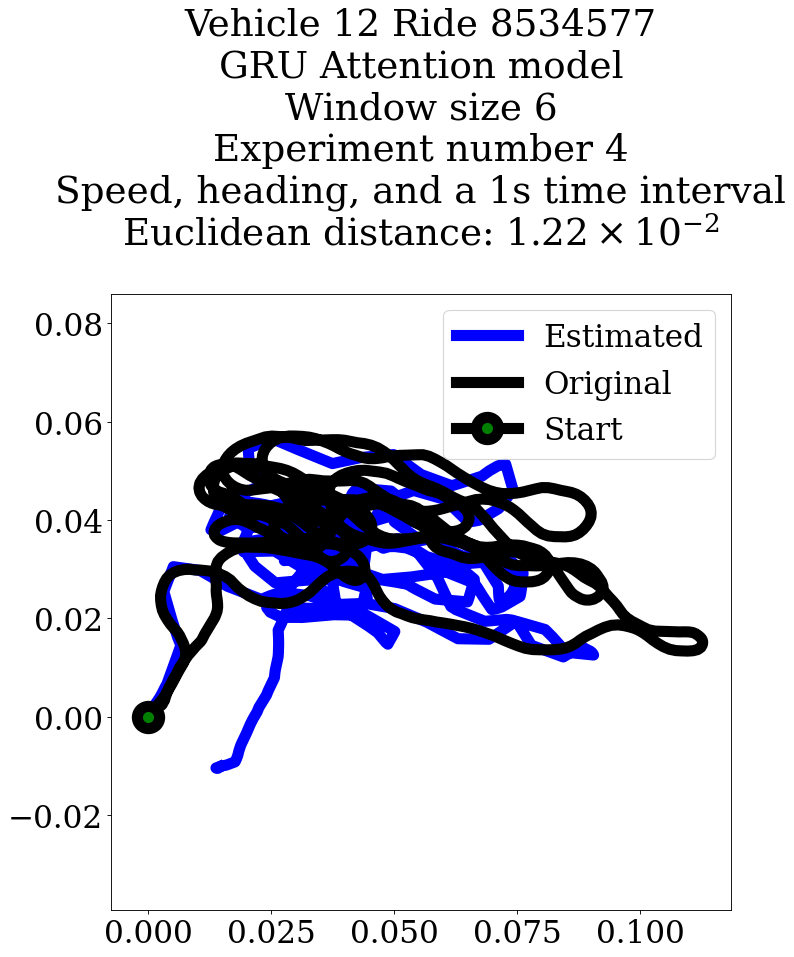 Vehicle 12 Ride 8534577
GRU Attention model
Window size 6
Experiment number 4
Speed, heading, and a 1s time interval
Euclidean distance: 1.22 × 10⁻²
Estimated
Original
Start
0.08
0.06
0.04
0.02
0.00
−0.02
0.000 0.025 0.050 0.075 0.100